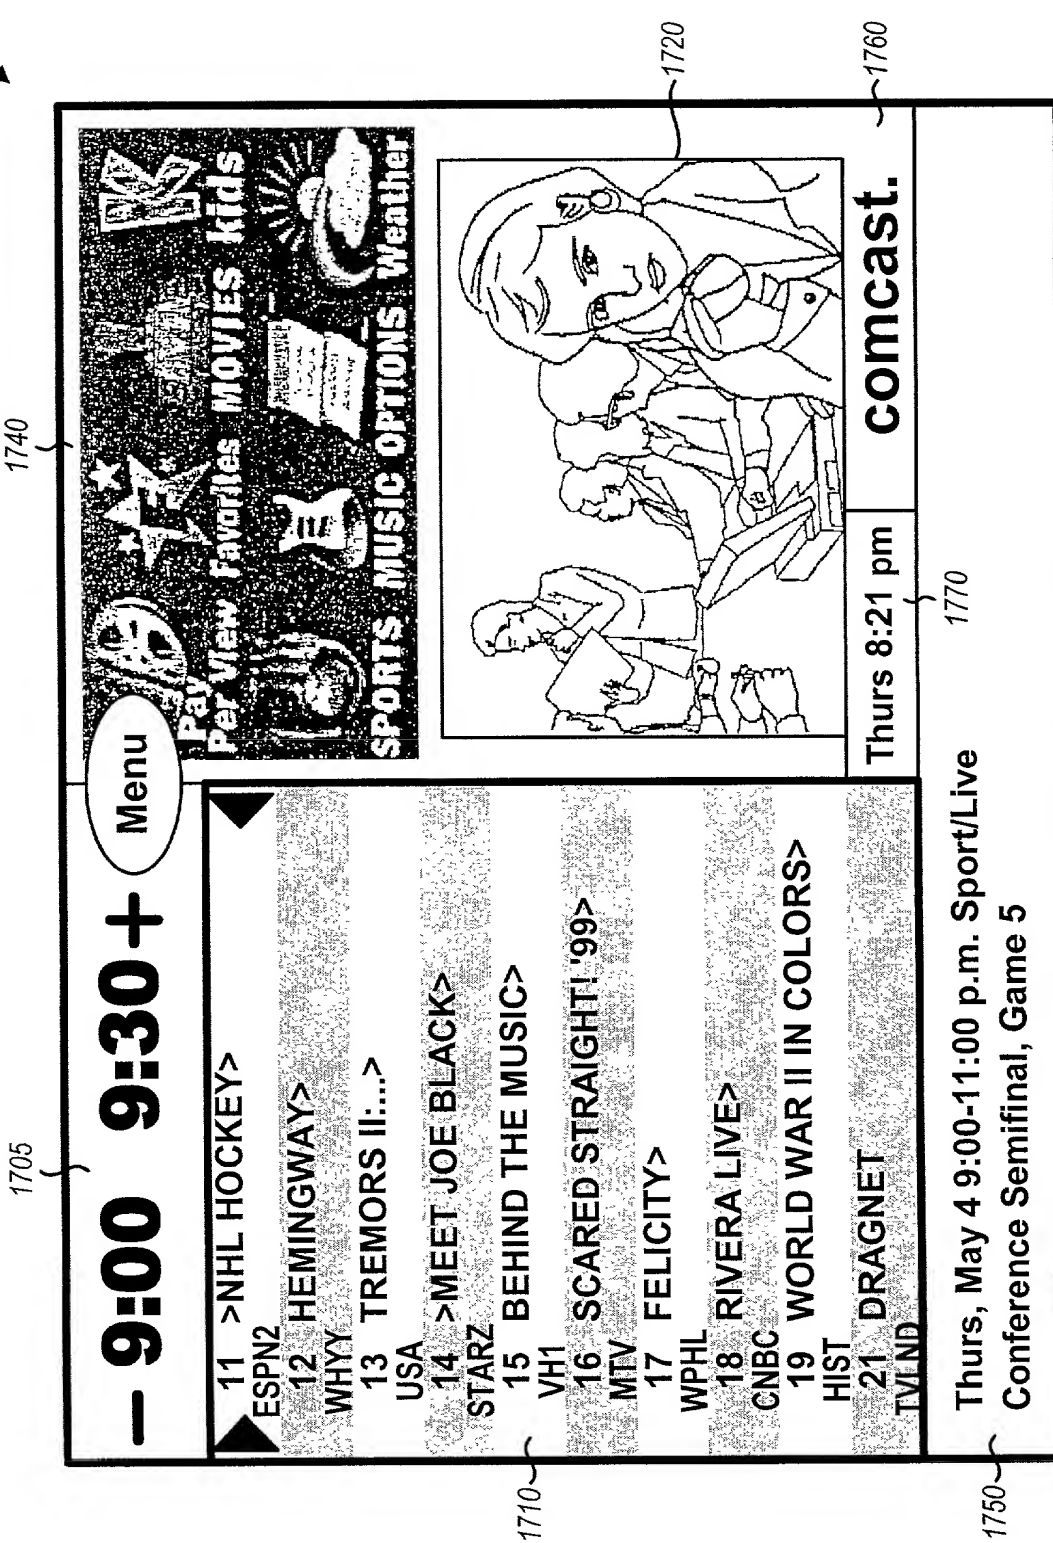 1705
1740
— 9:00 9:30 +
Menu
Pay
Per View Favorites MOVIES kids
SPORTS MUSIC OPTIONS Weather
11 >NHL HOCKEY>
ESPN2
12 HEMINGWAY>
WHYY
13 TREMORS II:...>
USA
14 >MEET JOE BLACK>
STARZ
15 BEHIND THE MUSIC>
VH1
16 SCARED STRAIGHT! '99>
MTV
17 FELICITY>
WPHL
18 RIVERA LIVE>
CNBC
19 WORLD WAR II IN COLORS>
HIST
21 DRAGNET
TVLND
1710
1720
Thurs 8:21 pm
comcast.
1760
1770
Thurs, May 4 9:00-11:00 p.m. Sport/Live
Conference Semifinal, Game 5
1750